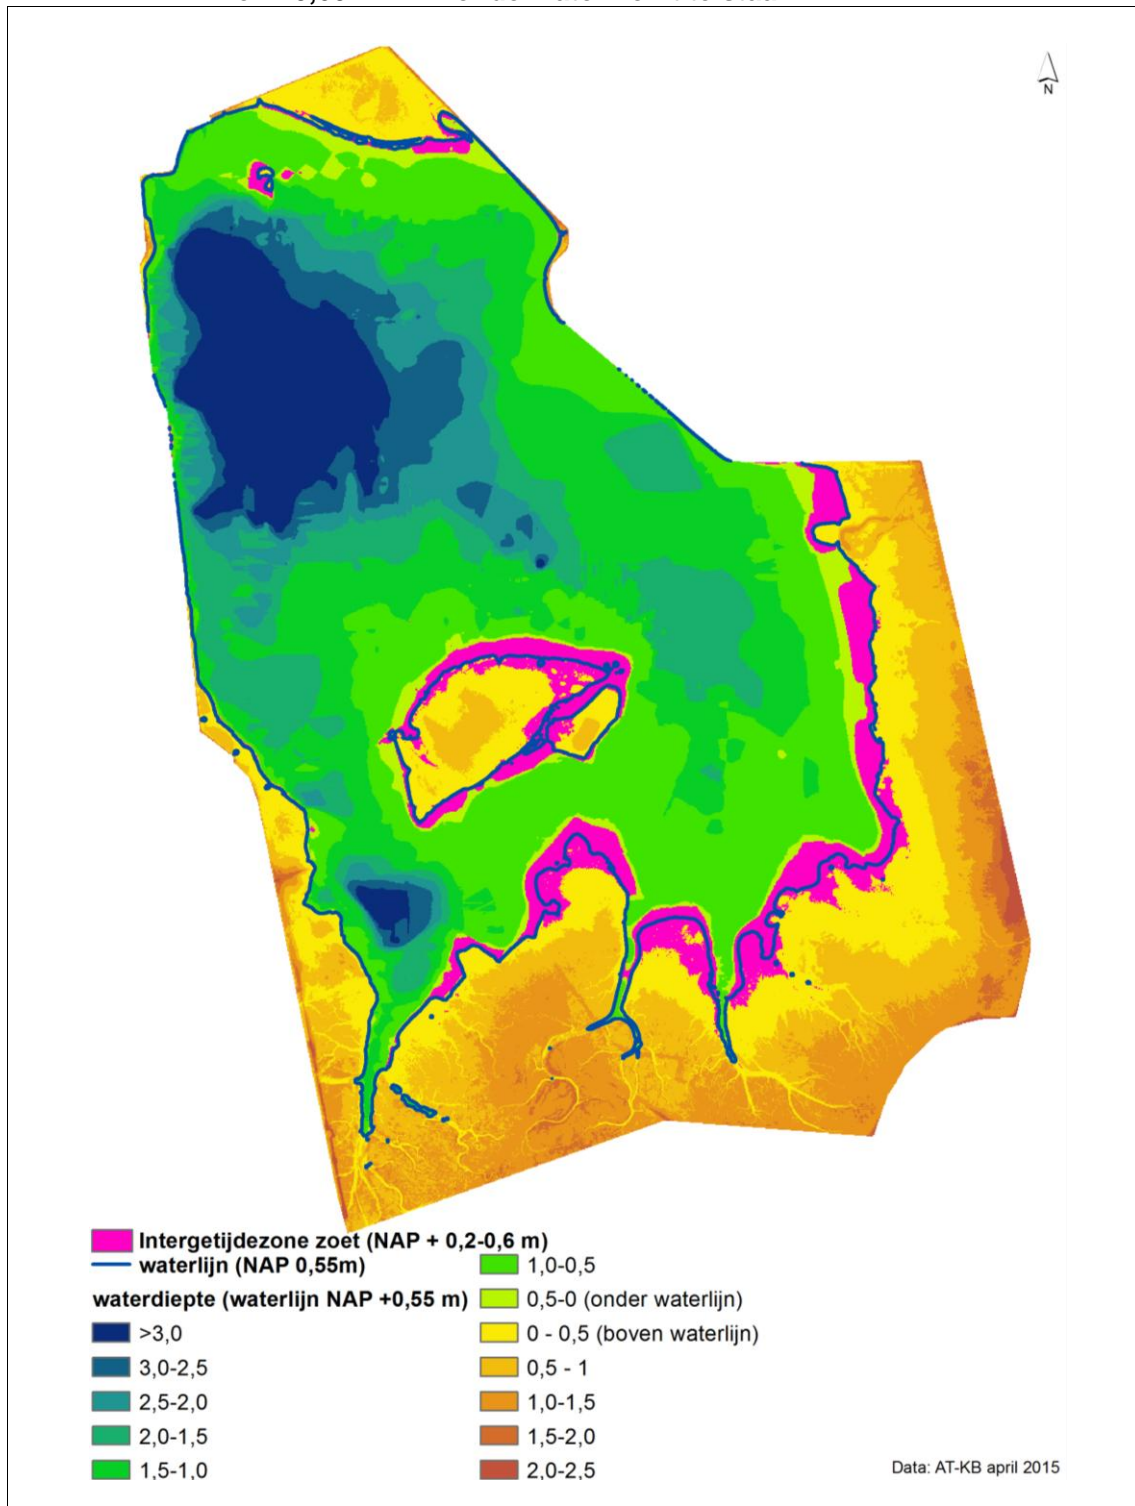 N
Intergetijdezone zoet (NAP + 0,2-0,6 m)
waterlijn (NAP 0,55m)
waterdiepte (waterlijn NAP +0,55 m)
>3,0
3,0-2,5
2,5-2,0
2,0-1,5
1,5-1,0
1,0-0,5
0,5-0 (onder waterlijn)
0 - 0,5 (boven waterlijn)
0,5 - 1
1,0-1,5
1,5-2,0
2,0-2,5
Data: AT-KB april 2015